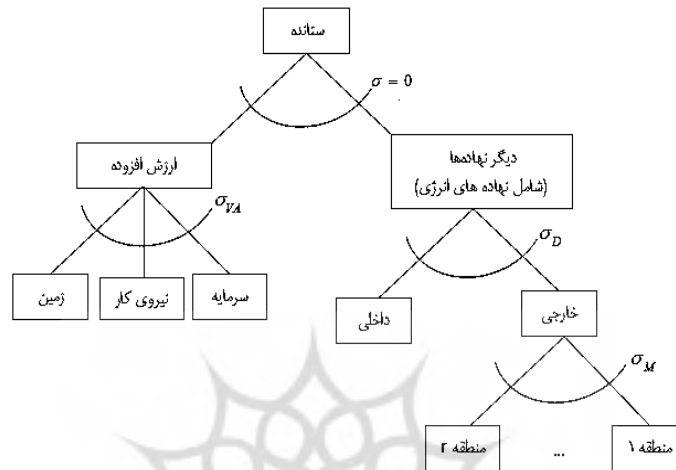 ستانده
σ = 0
دیگر نهاده‌ها
(شامل نهاده های انرژی)
ارزش افزوده
σ_D
σ_VA
سرمایه
نیروی کار
زمین
خارجی
داخلی
σ_M
منطقه ۱
...
منطقه r